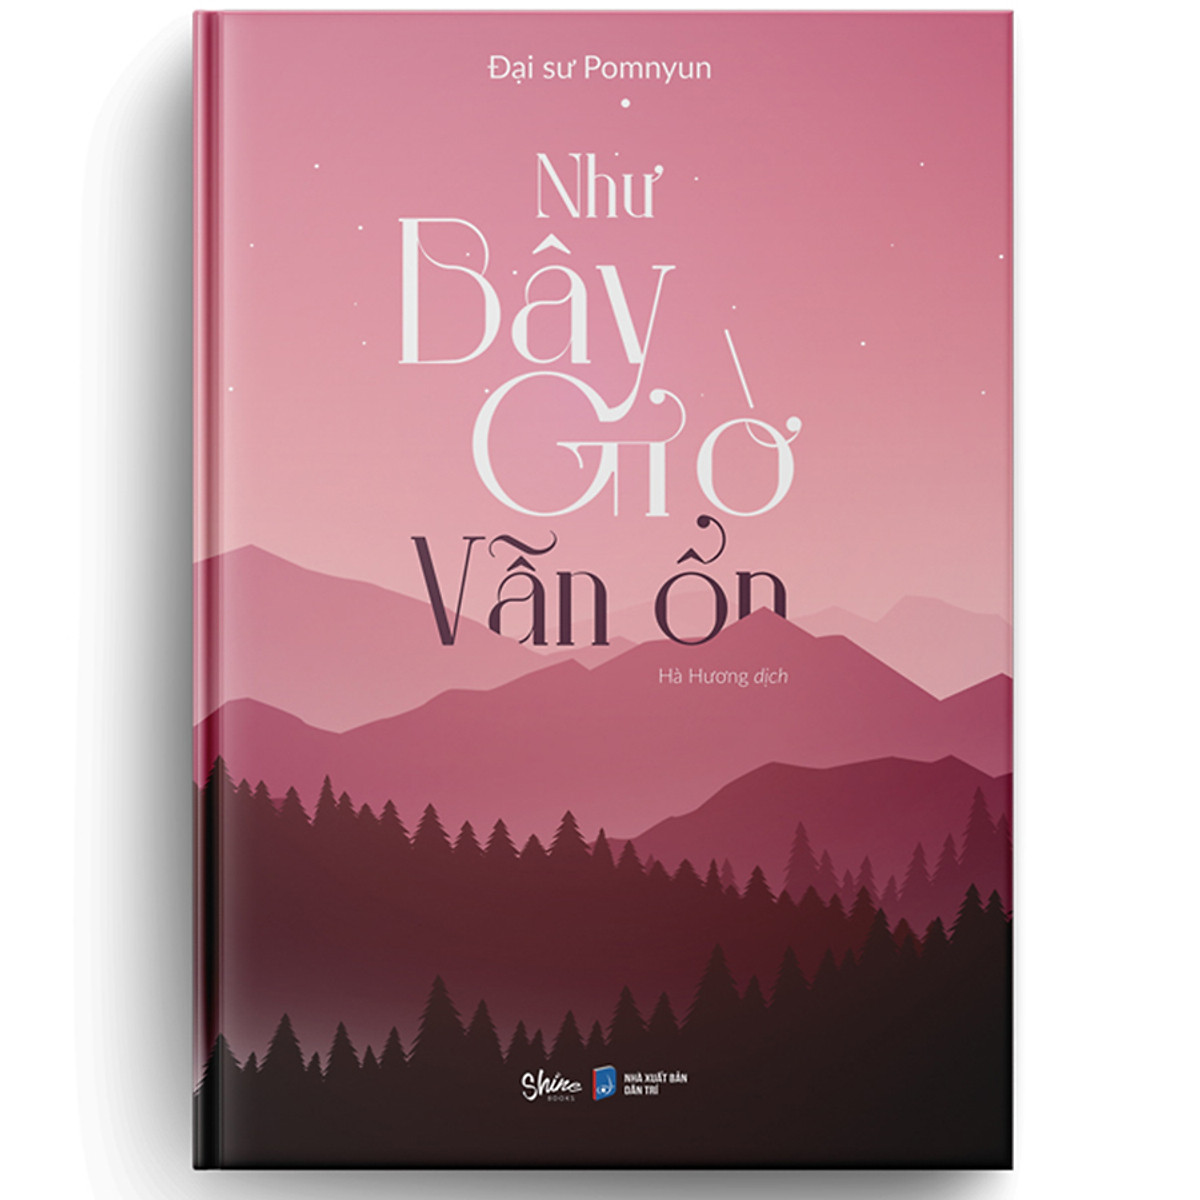 Đại sư Pomnyun
Như
Bây
Giờ
Vẫn ổn
Hà Hương dịch
Shine
BOOKS
NHÀ XUẤT BẢN
DÂN TRÍ